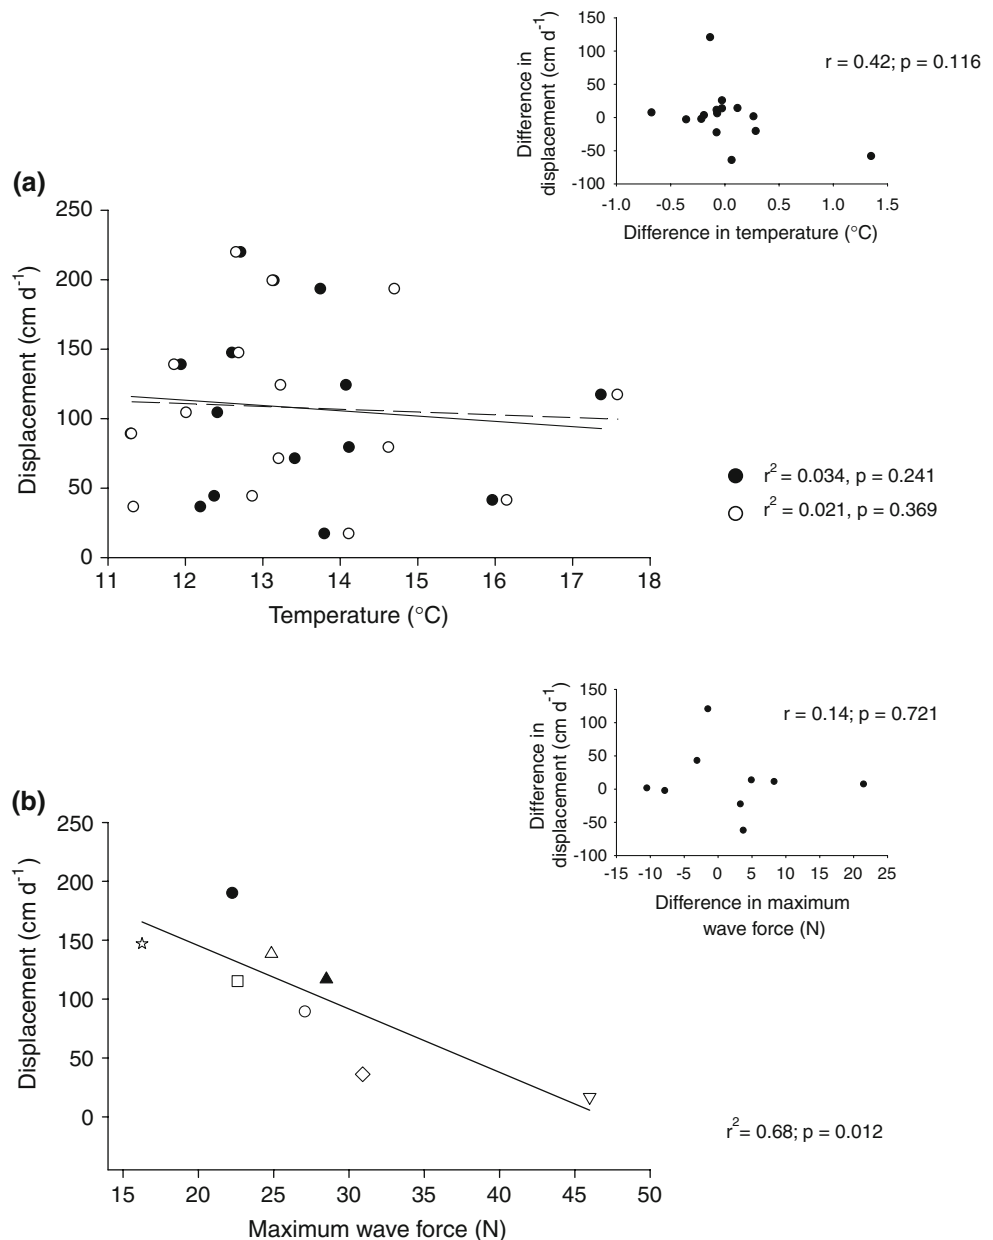 150
100
50
0
-50
-100
-1.0 -0.5 0.0 0.5 1.0 1.5
Difference in
displacement (cm d-1)
Difference in temperature (°C)
r = 0.42; p = 0.116
(a)
250
200
150
100
50
0
11 12 13 14 15 16 17 18
Displacement (cm d-1)
Temperature (°C)
r2 = 0.034, p = 0.241
r2 = 0.021, p = 0.369
150
100
50
0
-50
-100
-15 -10 -5 0 5 10 15 20 25
Difference in
displacement (cm d-1)
Difference in maximum
wave force (N)
r = 0.14; p = 0.721
(b)
250
200
150
100
50
0
15 20 25 30 35 40 45 50
Displacement (cm d-1)
Maximum wave force (N)
r2= 0.68; p = 0.012